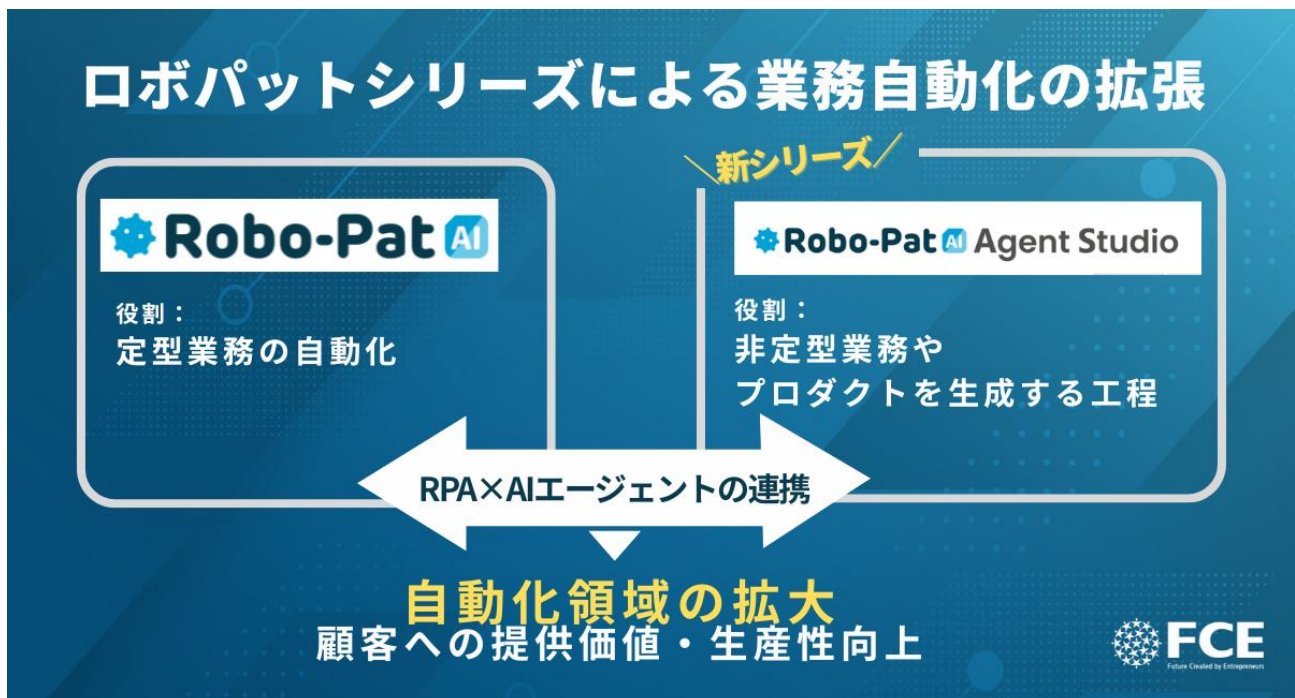 ロボパットシリーズによる業務自動化の拡張
Robo-Pat AI
役割：
定型業務の自動化
＼新シリーズ／
Robo-Pat AI Agent Studio
役割：
非定型業務や
プロダクトを生成する工程
RPA×AIエージェントの連携
自動化領域の拡大
顧客への提供価値・生産性向上
FCE
Future Created by Entrepreneurs